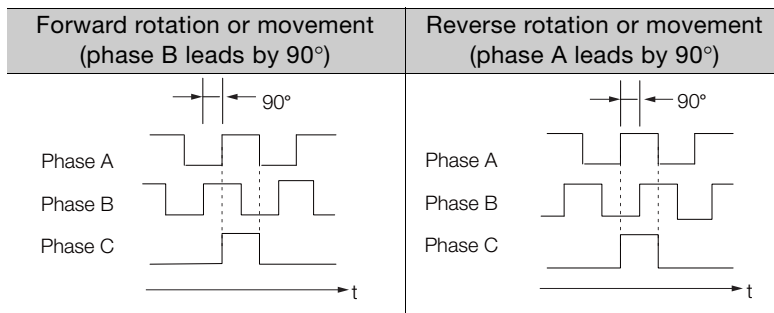 Forward rotation or movement
(phase B leads by 90°)
Reverse rotation or movement
(phase A leads by 90°)
90°
Phase A
Phase B
Phase C
t
90°
Phase A
Phase B
Phase C
t